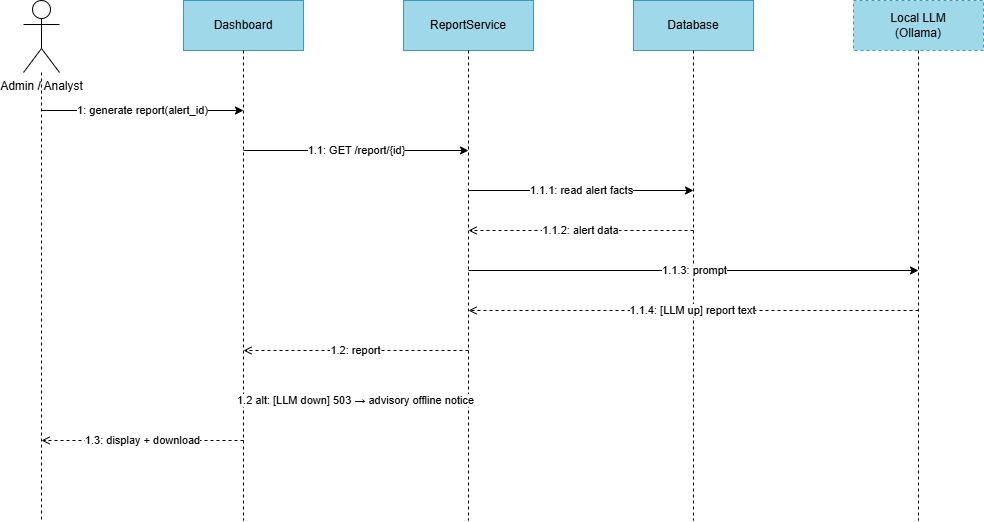 Dashboard
ReportService
Database
Local LLM
(Ollama)
Admin / Analyst
1: generate report(alert_id)
1.1: GET /report/{id}
1.1.1: read alert facts
1.1.2: alert data
1.1.3: prompt
1.1.4: [LLM up] report text
1.2: report
1.2 alt: [LLM down] 503 → advisory offline notice
1.3: display + download